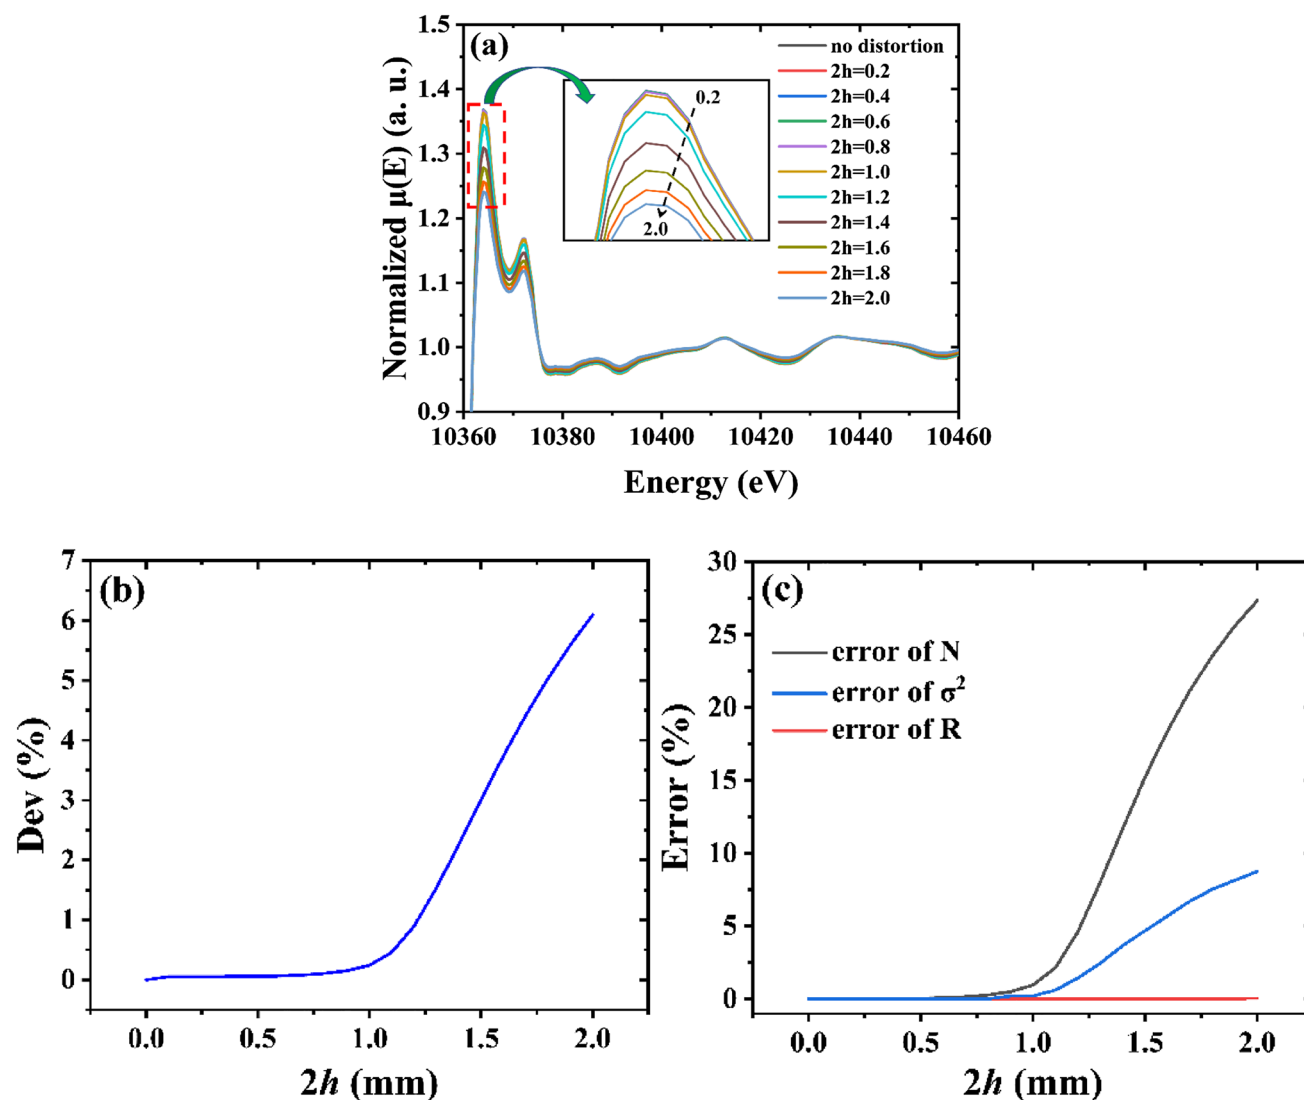 (a)
Normalized μ(E) (a. u.)
1.5
1.4
1.3
1.2
1.1
1.0
0.9
0.2
2.0
no distortion
2h=0.2
2h=0.4
2h=0.6
2h=0.8
2h=1.0
2h=1.2
2h=1.4
2h=1.6
2h=1.8
2h=2.0
10360 10380 10400 10420 10440 10460
Energy (eV)
(b)
Dev (%)
7
6
5
4
3
2
1
0
0.0 0.5 1.0 1.5 2.0
2h (mm)
(c)
Error (%)
30
25
20
15
10
5
0
error of N
error of σ²
error of R
0.0 0.5 1.0 1.5 2.0
2h (mm)